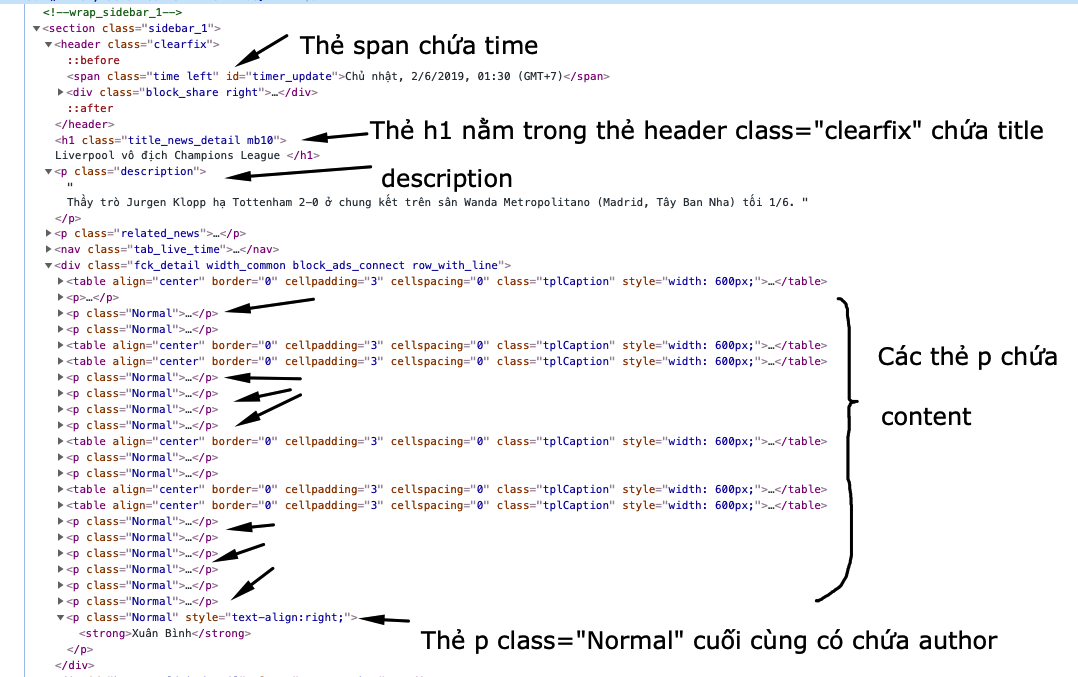 <!--wrap_sidebar_1-->
▼<section class="sidebar_1">
▼<header class="clearfix">
::before
<span class="time left" id="timer_update">Chủ nhật, 2/6/2019, 01:30 (GMT+7)</span>
▶<div class="block_share right">…</div>
::after
</header>
<h1 class="title_news_detail mb10">
Liverpool vô địch Champions League </h1>
▼<p class="description">
"
Thầy trò Jurgen Klopp hạ Tottenham 2-0 ở chung kết trên sân Wanda Metropolitano (Madrid, Tây Ban Nha) tối 1/6. "
</p>
▶<p class="related_news">…</p>
▶<nav class="tab_live_time">…</nav>
▼<div class="fck_detail width_common block_ads_connect row_with_line">
▶<table align="center" border="0" cellpadding="3" cellspacing="0" class="tplCaption" style="width: 600px;">…</table>
▶<p>…</p>
▶<p class="Normal">…</p>
▶<p class="Normal">…</p>
▶<table align="center" border="0" cellpadding="3" cellspacing="0" class="tplCaption" style="width: 600px;">…</table>
▶<table align="center" border="0" cellpadding="3" cellspacing="0" class="tplCaption" style="width: 600px;">…</table>
▶<p class="Normal">…</p>
▶<p class="Normal">…</p>
▶<p class="Normal">…</p>
▶<p class="Normal">…</p>
▶<table align="center" border="0" cellpadding="3" cellspacing="0" class="tplCaption" style="width: 600px;">…</table>
▶<p class="Normal">…</p>
▶<p class="Normal">…</p>
▶<table align="center" border="0" cellpadding="3" cellspacing="0" class="tplCaption" style="width: 600px;">…</table>
▶<table align="center" border="0" cellpadding="3" cellspacing="0" class="tplCaption" style="width: 600px;">…</table>
▶<p class="Normal">…</p>
▶<p class="Normal">…</p>
▶<p class="Normal">…</p>
▶<p class="Normal">…</p>
▶<p class="Normal">…</p>
▶<p class="Normal">…</p>
▼<p class="Normal" style="text-align:right;">
<strong>Xuân Bình</strong>
</p>
</div>
Thẻ span chứa time
Thẻ h1 nằm trong thẻ header class="clearfix" chứa title
description
Các thẻ p chứa
content
Thẻ p class="Normal" cuối cùng có chứa author